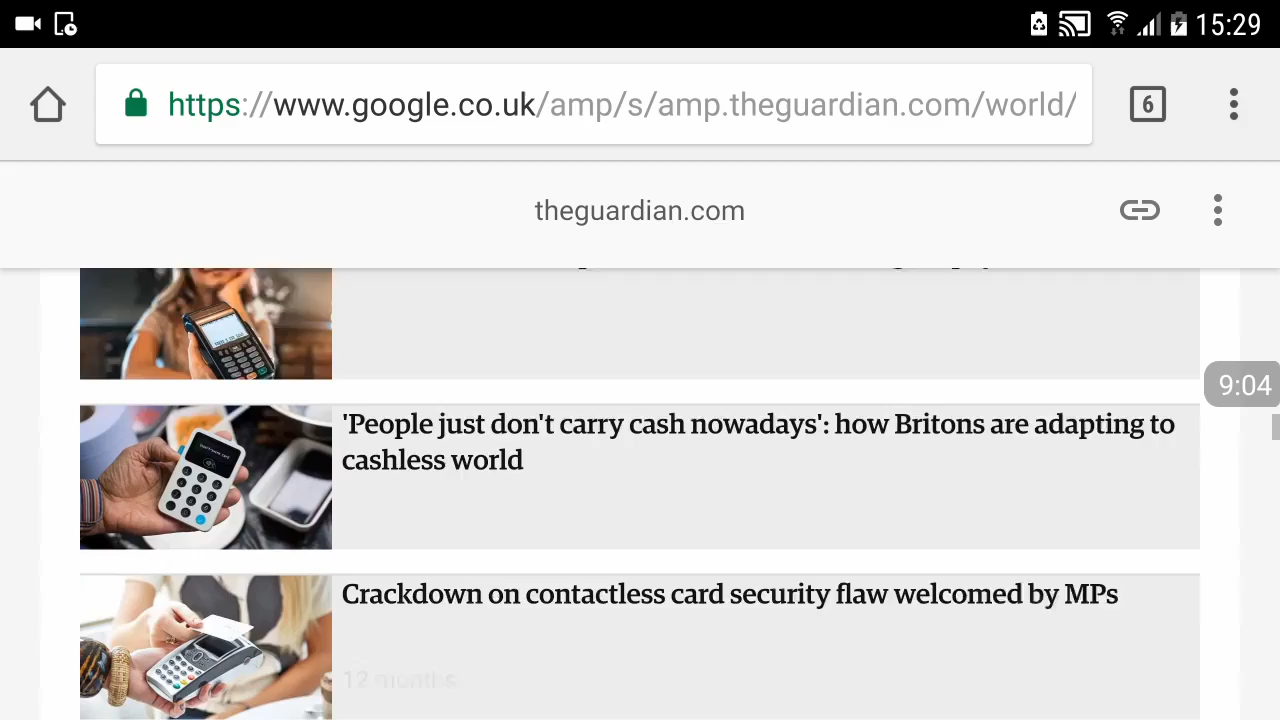 15:29
https://www.google.co.uk/amp/s/amp.theguardian.com/world/
6
theguardian.com
9:04
'People just don't carry cash nowadays': how Britons are adapting to
cashless world
Crackdown on contactless card security flaw welcomed by MPs
12 months